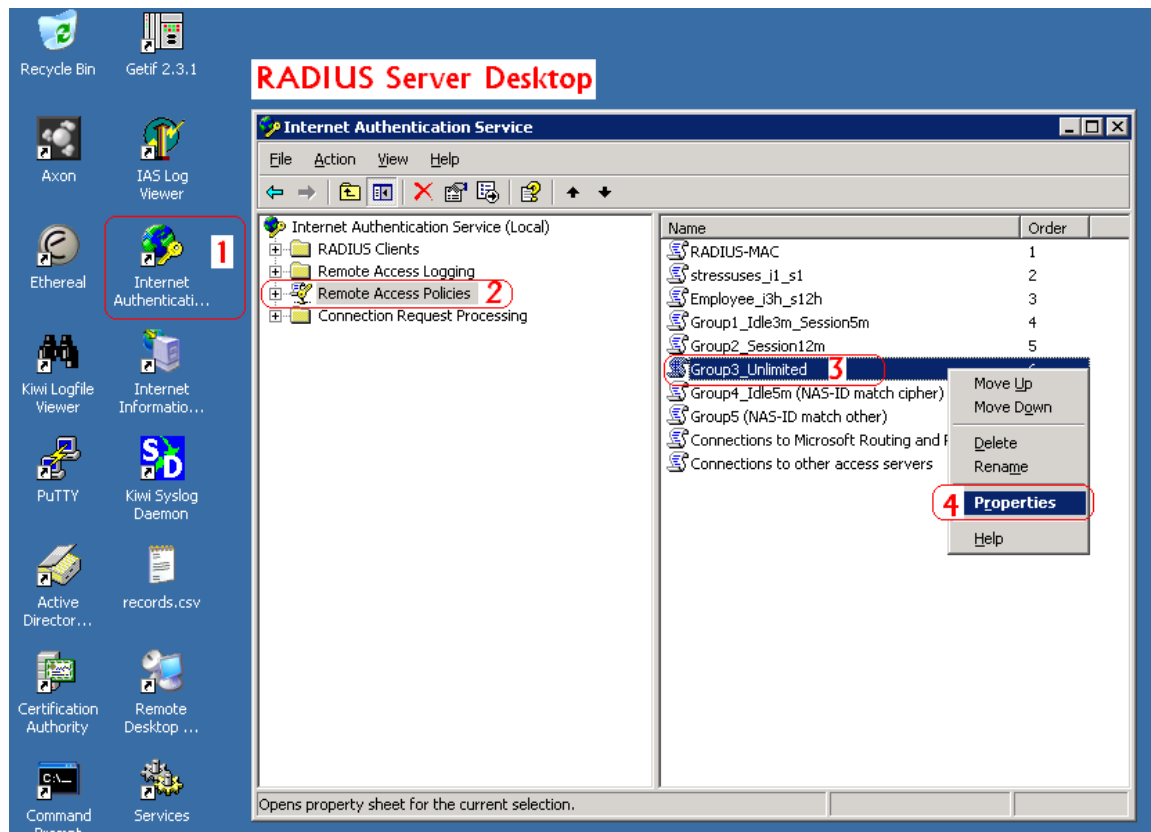 Recycle Bin
Getif 2.3.1
RADIUS Server Desktop
Axon
IAS Log
Viewer
Ethereal
1
Internet
Authenticati...
Kiwi Logfile
Viewer
Internet
Informatio...
PuTTY
Kiwi Syslog
Daemon
Active
Director...
records.csv
Certification
Authority
Remote
Desktop ...
C:\_
Command
Prompt
Services
Internet Authentication Service
File Action View Help
Internet Authentication Service (Local)
RADIUS Clients
Remote Access Logging
Remote Access Policies 2
Connection Request Processing
Name Order
RADIUS-MAC 1
stressuses_i1_s1 2
Employee_i3h_s12h 3
Group1_Idle3m_Session5m 4
Group2_Session12m 5
Group3_Unlimited 3
Group4_Idle5m (NAS-ID match cipher)
Group5 (NAS-ID match other)
Connections to Microsoft Routing and
Connections to other access servers
Move Up
Move Down
Delete
Rename
4 Properties
Help
Opens property sheet for the current selection.